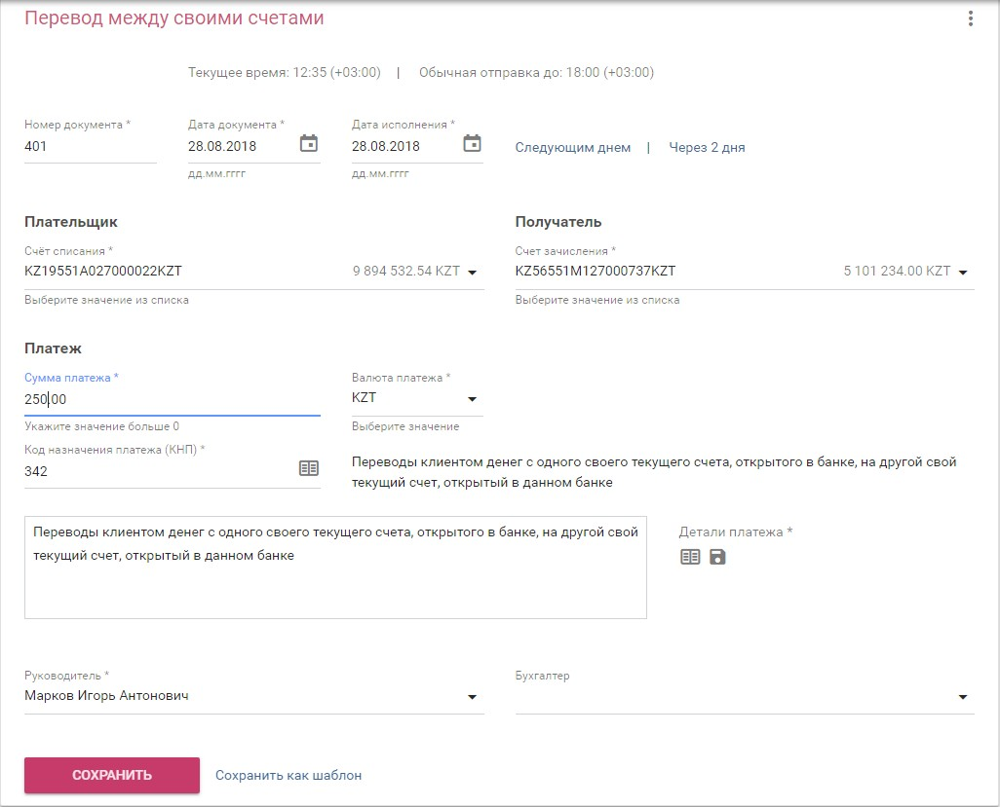 Перевод между своими счетами
Текущее время: 12:35 (+03:00) | Обычная отправка до: 18:00 (+03:00)
Номер документа *
401
Дата документа *
28.08.2018
дд.мм.гггг
Дата исполнения *
28.08.2018
дд.мм.гггг
Следующим днем | Через 2 дня
Плательщик
Счёт списания *
KZ19551A027000022KZT 9 894 532.54 KZT
Выберите значение из списка
Получатель
Счет зачисления *
KZ56551M127000737KZT 5 101 234.00 KZT
Выберите значение из списка
Платеж
Сумма платежа *
250.00
Укажите значение больше 0
Валюта платежа *
KZT
Выберите значение
Код назначения платежа (КНП) *
342
Переводы клиентом денег с одного своего текущего счета, открытого в банке, на другой свой
текущий счет, открытый в данном банке
Переводы клиентом денег с одного своего текущего счета, открытого в банке, на другой свой
текущий счет, открытый в данном банке
Детали платежа *
Руководитель *
Марков Игорь Антонович
Бухгалтер
СОХРАНИТЬ
Сохранить как шаблон